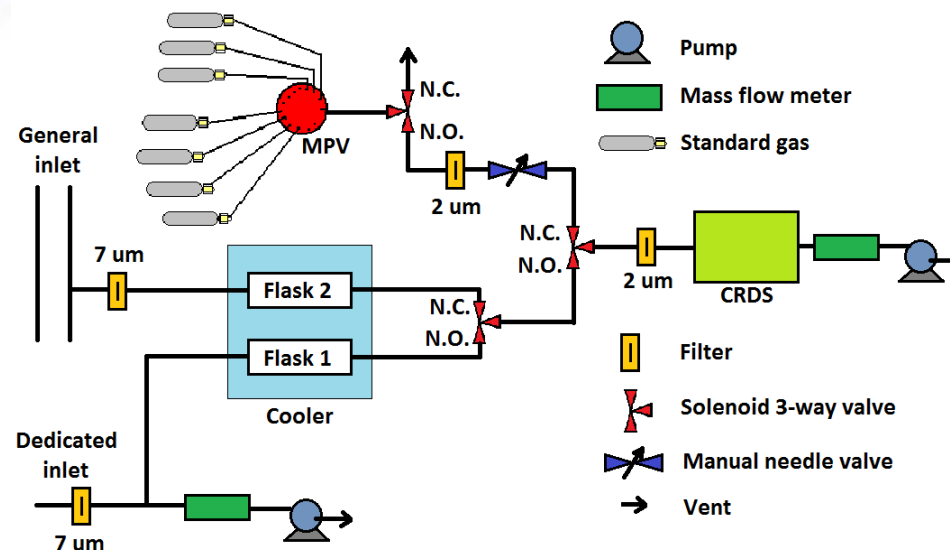 General
inlet
7 um
MPV
N.C.
N.O.
2 um
Flask 2
Flask 1
Cooler
N.C.
N.O.
N.C.
N.O.
2 um
CRDS
Dedicated
inlet
7 um
Pump
Mass flow meter
Standard gas
Filter
Solenoid 3-way valve
Manual needle valve
Vent